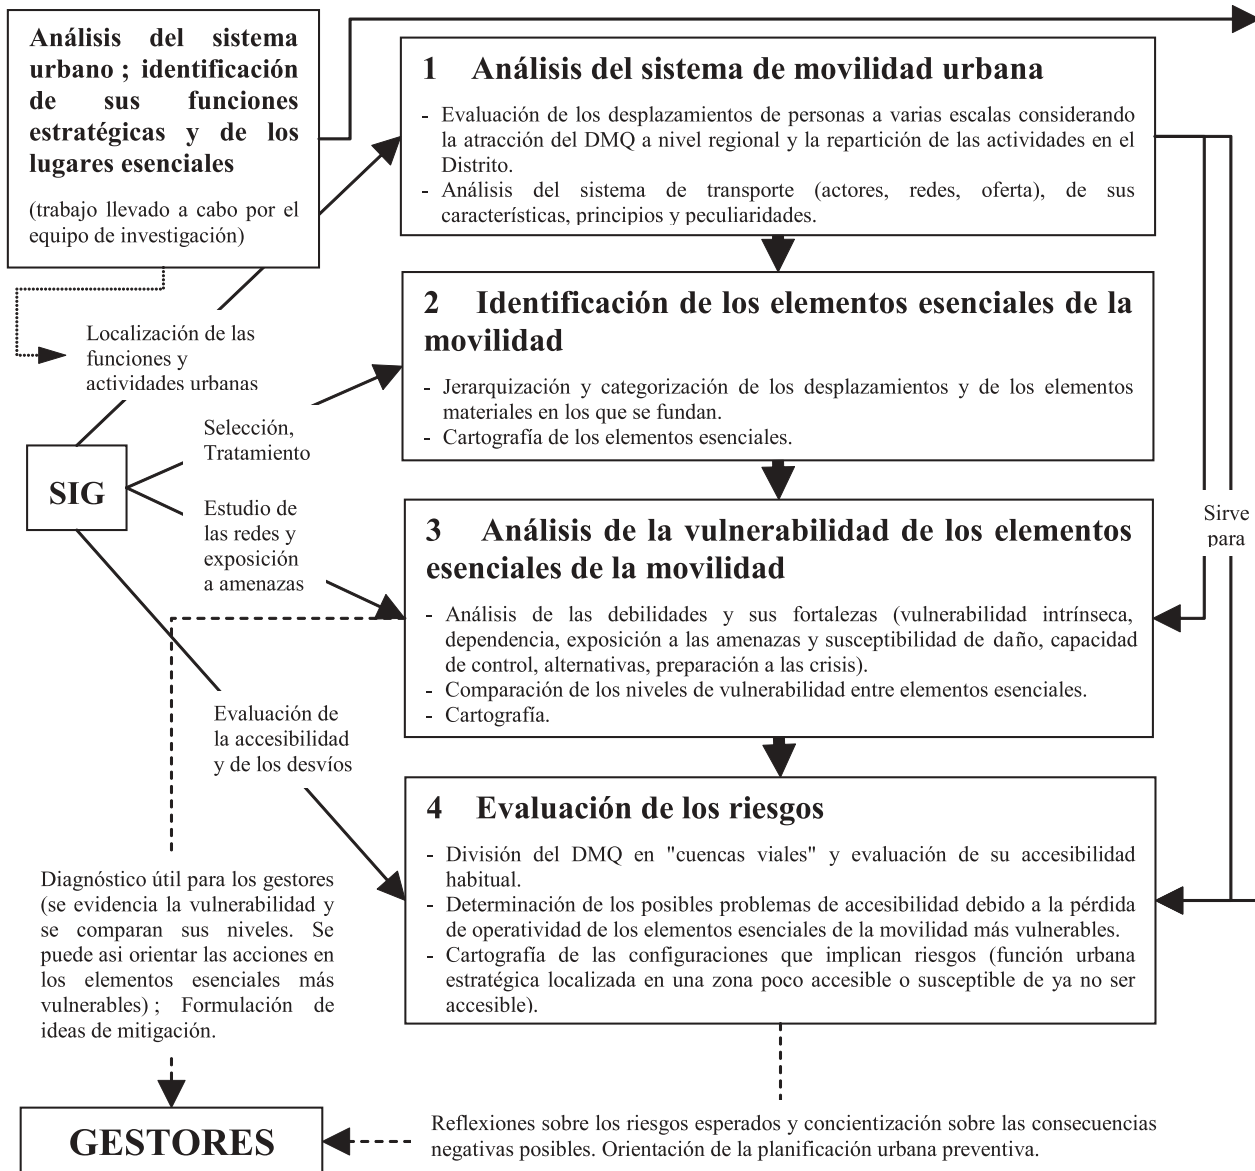 Análisis del sistema
urbano ; identificación
de sus funciones
estratégicas y de los
lugares esenciales
(trabajo llevado a cabo por el
equipo de investigación)
1 Análisis del sistema de movilidad urbana
- Evaluación de los desplazamientos de personas a varias escalas considerando
la atracción del DMQ a nivel regional y la repartición de las actividades en el
Distrito.
- Análisis del sistema de transporte (actores, redes, oferta), de sus
características, principios y peculiaridades.
Localización de las
funciones y
actividades urbanas
2 Identificación de los elementos esenciales de la
movilidad
- Jerarquización y categorización de los desplazamientos y de los elementos
materiales en los que se fundan.
- Cartografía de los elementos esenciales.
Selección,
Tratamiento
SIG
Estudio de
las redes y
exposición
a amenazas
3 Análisis de la vulnerabilidad de los elementos
esenciales de la movilidad
- Análisis de las debilidades y sus fortalezas (vulnerabilidad intrínseca,
dependencia, exposición a las amenazas y susceptibilidad de daño, capacidad
de control, alternativas, preparación a las crisis).
- Comparación de los niveles de vulnerabilidad entre elementos esenciales.
- Cartografía.
Sirve
para
Evaluación de
la accesibilidad
y de los desvíos
4 Evaluación de los riesgos
- División del DMQ en "cuencas viales" y evaluación de su accesibilidad
habitual.
- Determinación de los posibles problemas de accesibilidad debido a la pérdida
de operatividad de los elementos esenciales de la movilidad más vulnerables.
- Cartografía de las configuraciones que implican riesgos (función urbana
estratégica localizada en una zona poco accesible o susceptible de ya no ser
accesible).
Diagnóstico útil para los gestores
(se evidencia la vulnerabilidad y
se comparan sus niveles. Se
puede asi orientar las acciones en
los elementos esenciales más
vulnerables) ; Formulación de
ideas de mitigación.
GESTORES
Reflexiones sobre los riesgos esperados y concientización sobre las consecuencias
negativas posibles. Orientación de la planificación urbana preventiva.